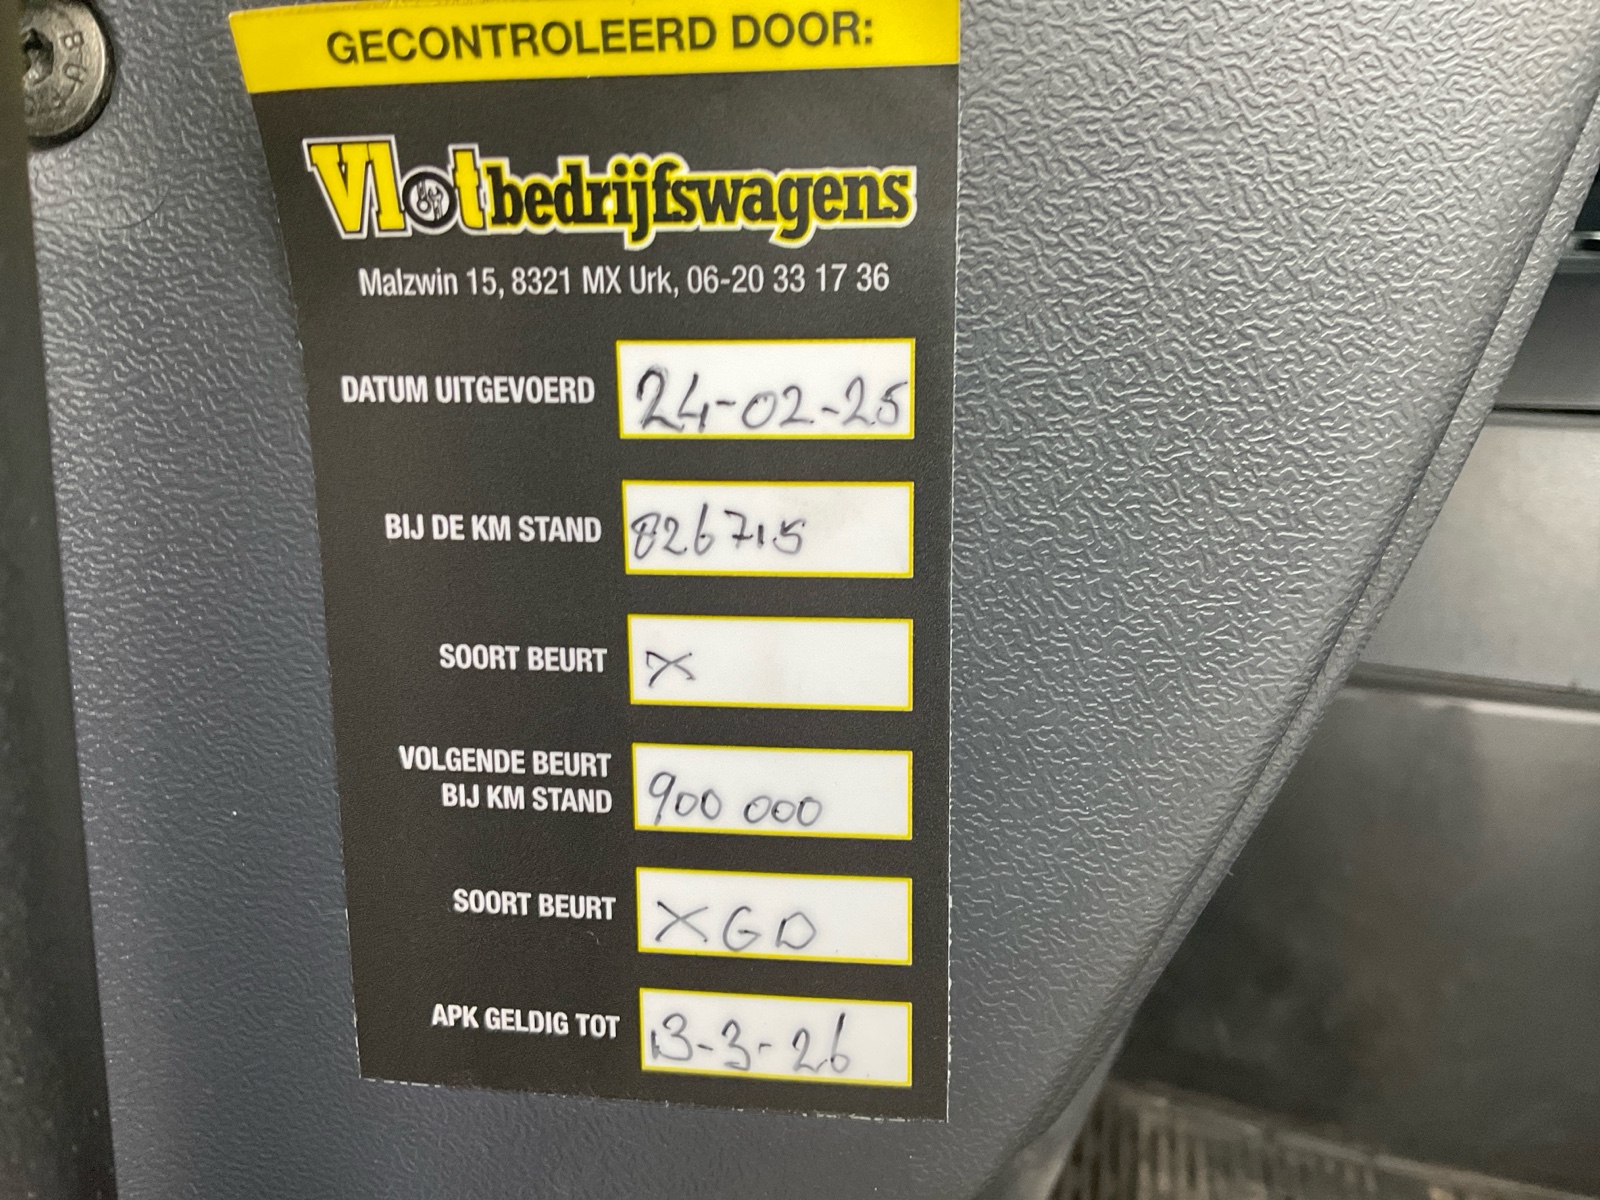 GECONTROLEERD DOOR:
Vlotbedrijfswagens
Malzwin 15, 8321 MX Urk, 06-20 33 17 36
DATUM UITGEVOERD 24-02-25
BIJ DE KM STAND 826715
SOORT BEURT X
VOLGENDE BEURT
BIJ KM STAND 900 000
SOORT BEURT X GD
APK GELDIG TOT 13-3-26